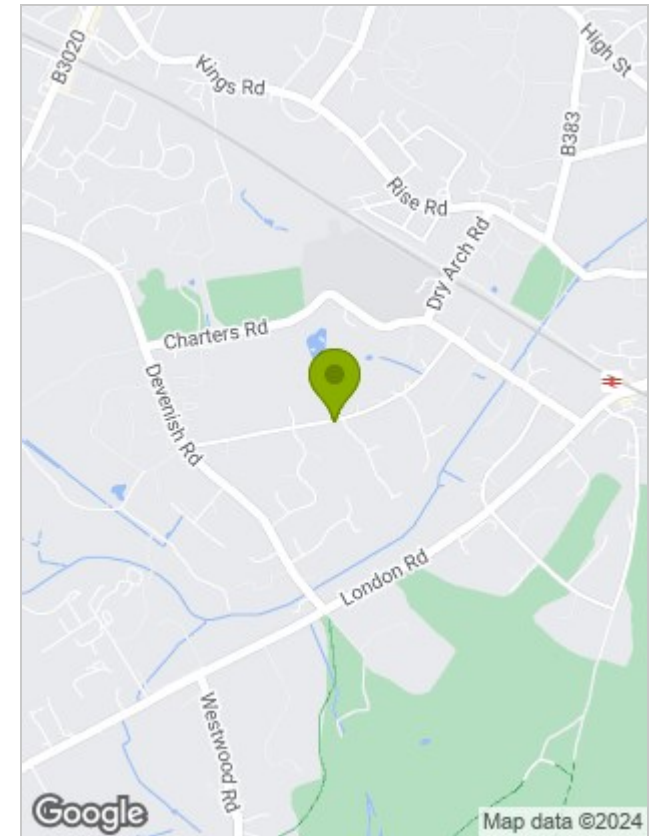 B3020
Kings Rd
High St
B383
Rise Rd
Dry Arch Rd
Charters Rd
Devenish Rd
London Rd
Westwood Rd
Google
Map data ©2024